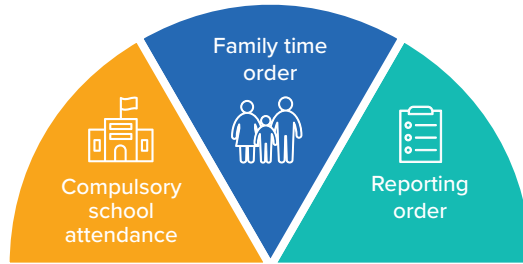 Family time
order
Compulsory
school
attendance
Reporting
order